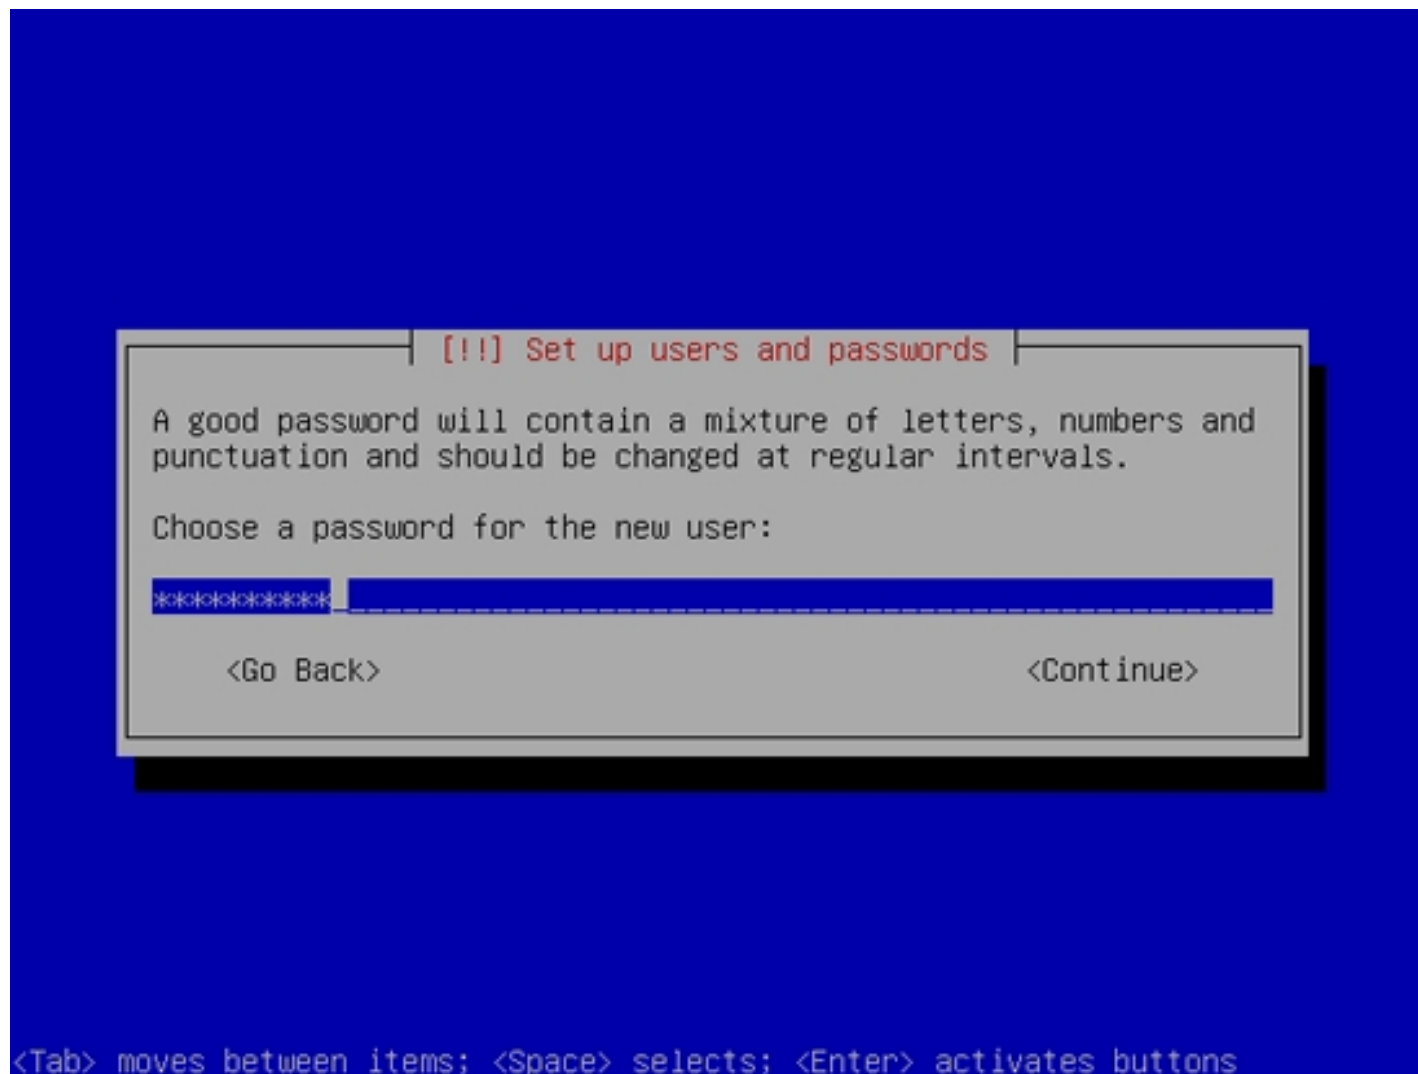 [!!] Set up users and passwords
A good password will contain a mixture of letters, numbers and
punctuation and should be changed at regular intervals.
Choose a password for the new user:
**********_______________________________________________________
<Go Back> <Continue>
<Tab> moves between items; <Space> selects; <Enter> activates buttons